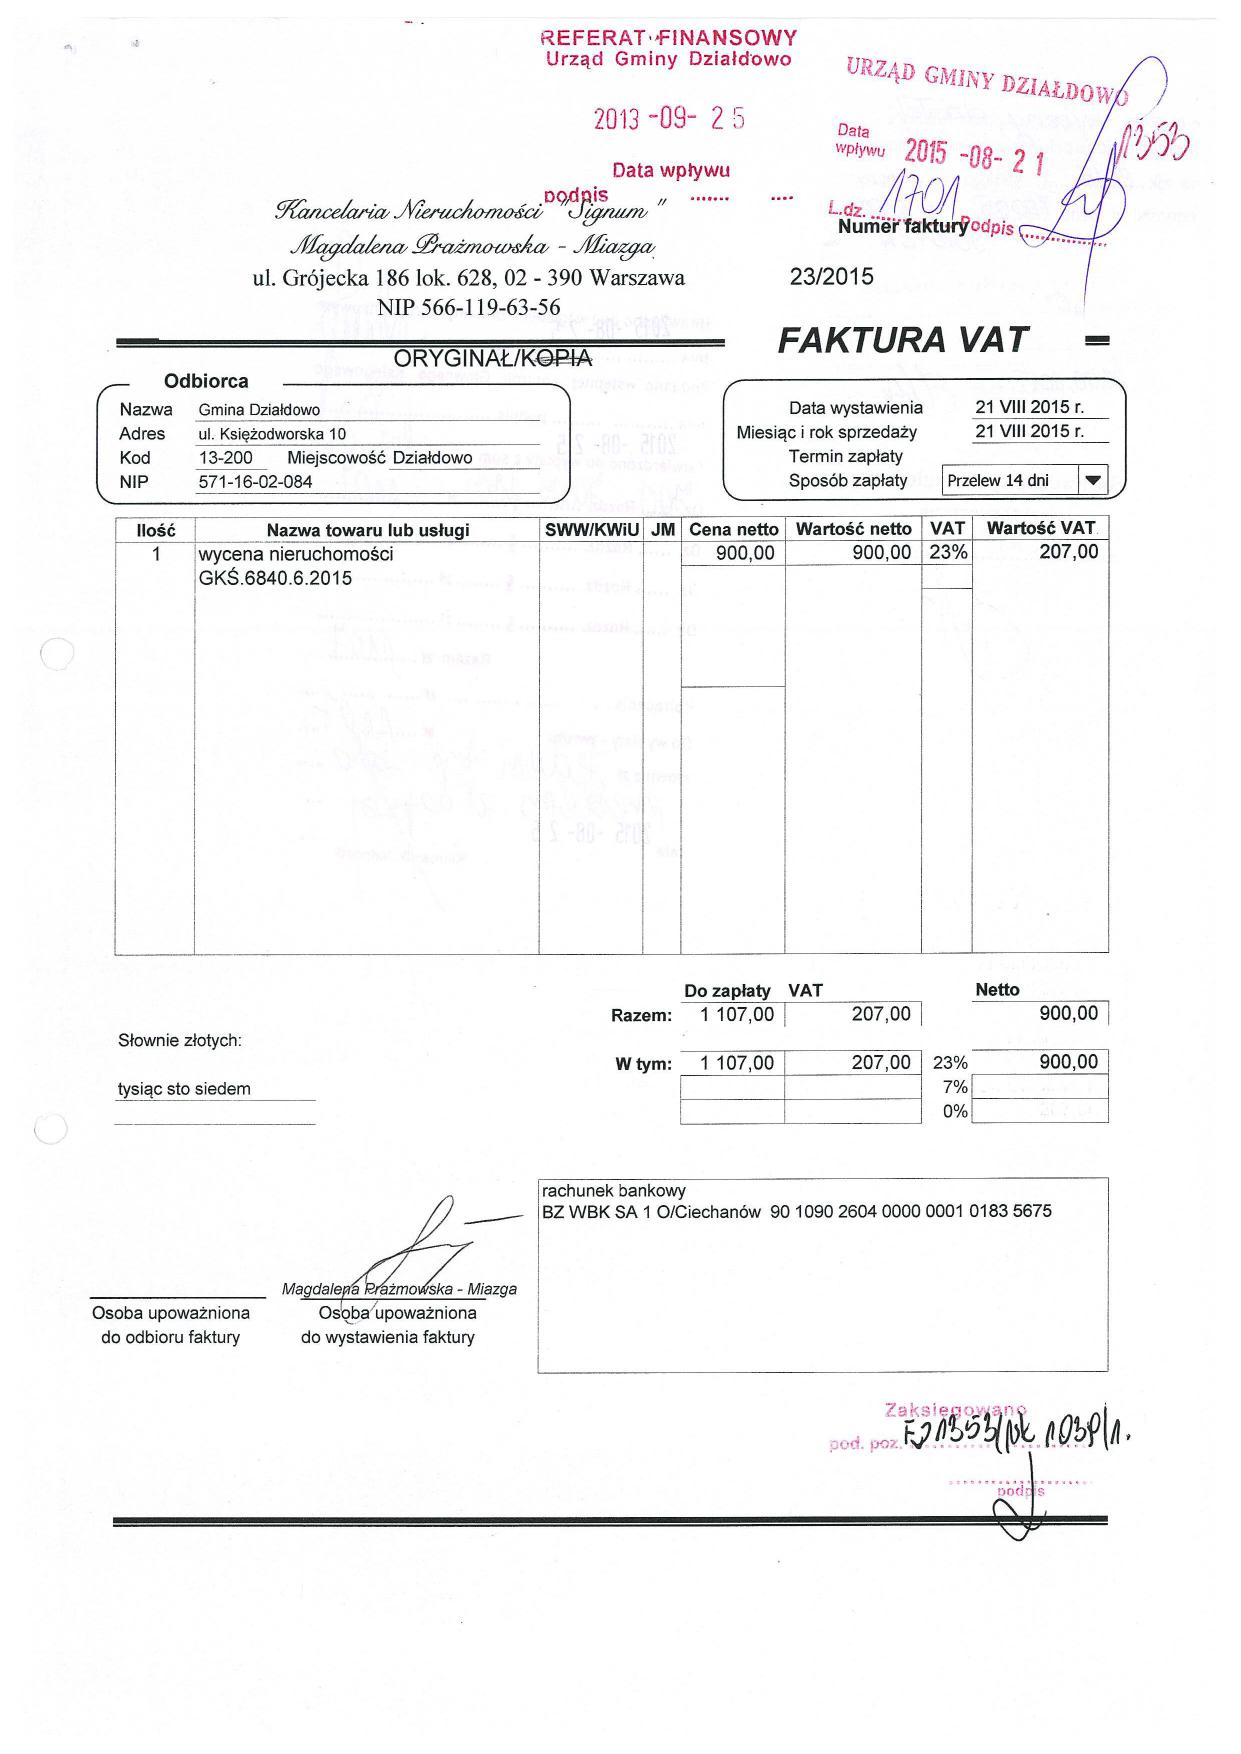 REFERAT FINANSOWY
Urząd Gminy Działdowo
2013 -09- 25
Data wpływu
podpis ....... ....
URZĄD GMINY DZIAŁDOWO
1353
Data
wpływu 2015 -08- 21
L.dz. 1701 Podpis
Kancelaria Nieruchomości "Signum"
Magdalena Prażmowska - Miazga
ul. Grójecka 186 lok. 628, 02 - 390 Warszawa
NIP 566-119-63-56
Numer faktury
23/2015
FAKTURA VAT
ORYGINAŁ/KOPIA
Odbiorca
Nazwa Gmina Działdowo
Adres ul. Księżodworska 10
Kod 13-200 Miejscowość Działdowo
NIP 571-16-02-084
Data wystawienia 21 VIII 2015 r.
Miesiąc i rok sprzedaży 21 VIII 2015 r.
Termin zapłaty
Sposób zapłaty Przelew 14 dni
Ilość Nazwa towaru lub usługi SWW/KWiU JM Cena netto Wartość netto VAT Wartość VAT
1 wycena nieruchomości 900,00 900,00 23% 207,00
GKŚ.6840.6.2015
Do zapłaty VAT Netto
Razem: 1 107,00 207,00 900,00
Słownie złotych:
W tym: 1 107,00 207,00 23% 900,00
tysiąc sto siedem
7%
0%
rachunek bankowy
BZ WBK SA 1 O/Ciechanów 90 1090 2604 0000 0001 0183 5675
Magdalena Prażmowska - Miazga
Osoba upoważniona
do odbioru faktury
Osoba upoważniona
do wystawienia faktury
Zaksięgowano
pod. poz.
podpis